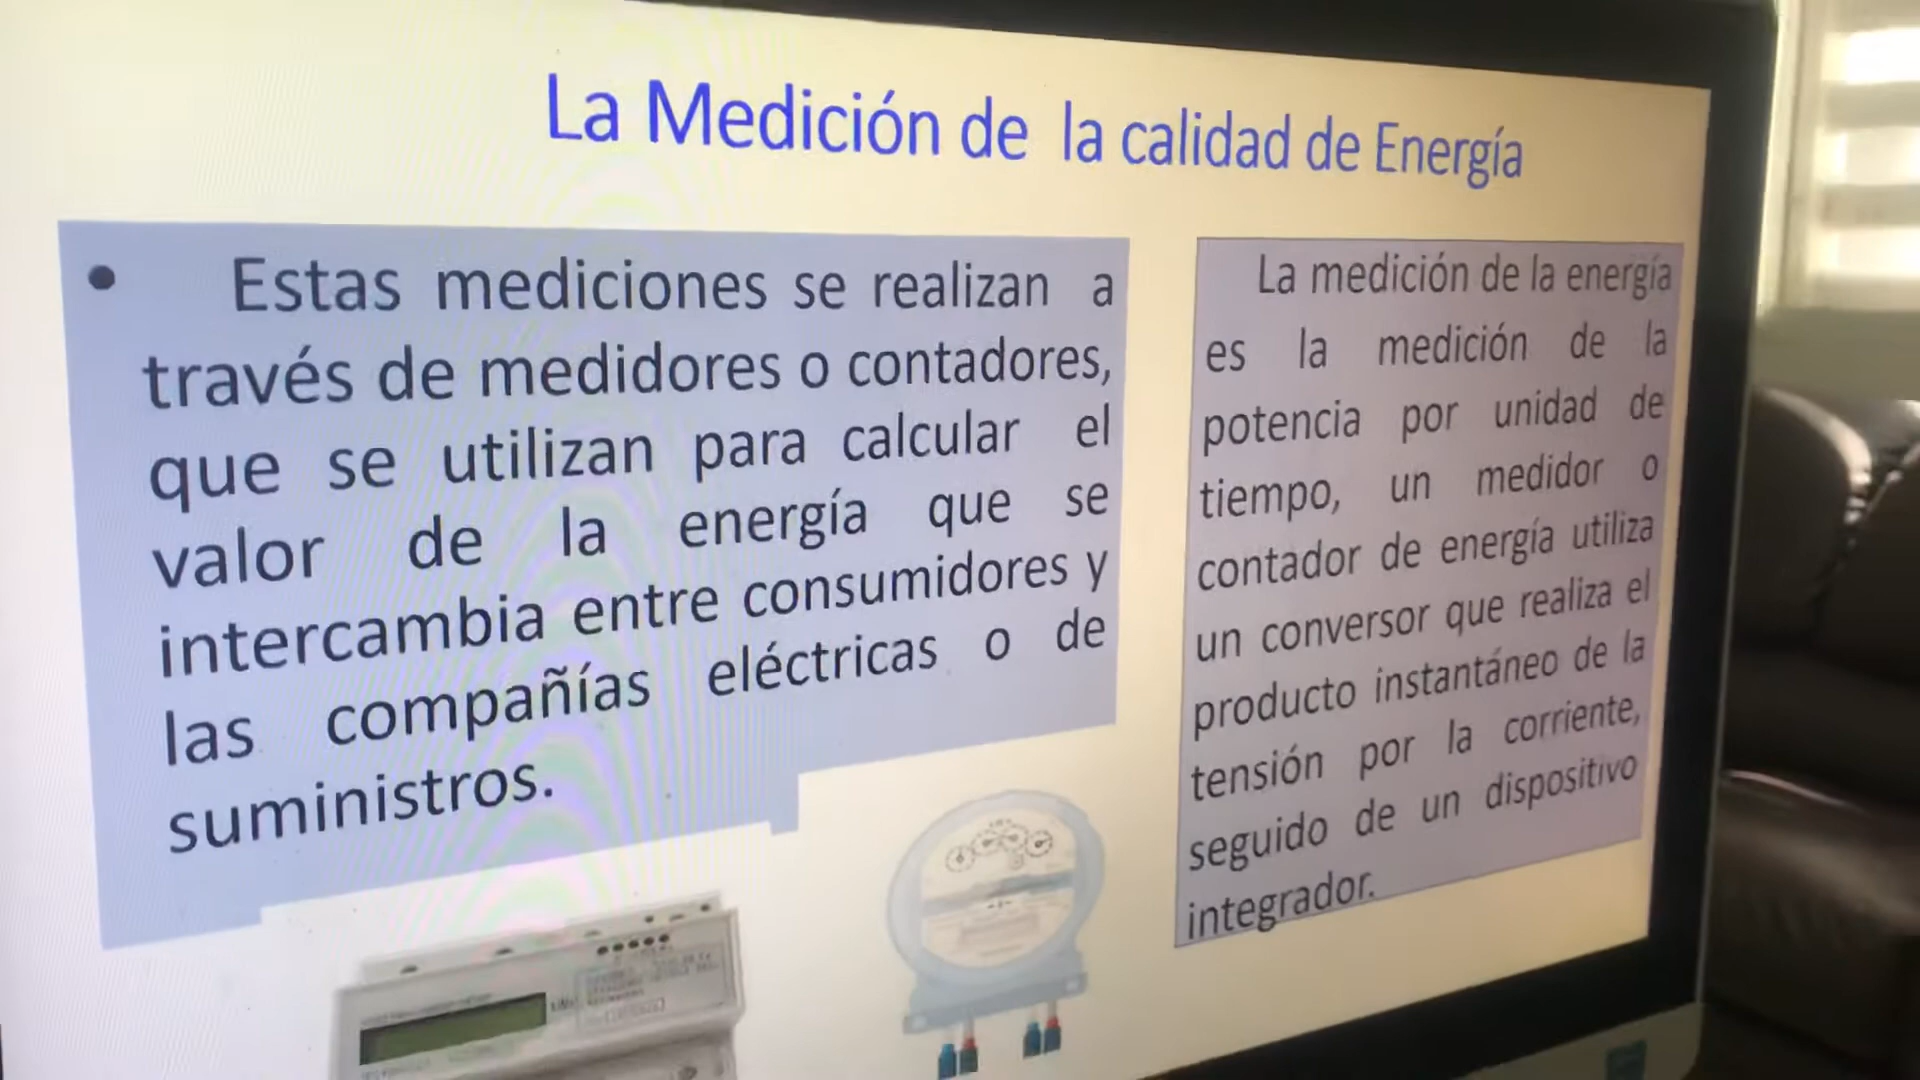 La Medición de la calidad de Energía
• Estas mediciones se realizan a
través de medidores o contadores,
que se utilizan para calcular el
valor de la energía que se
intercambia entre consumidores y
las compañías eléctricas o de
suministros.
La medición de la energía
es la medición de la
potencia por unidad de
tiempo, un medidor o
contador de energía utiliza
un conversor que realiza el
producto instantáneo de la
tensión por la corriente,
seguido de un dispositivo
integrador.